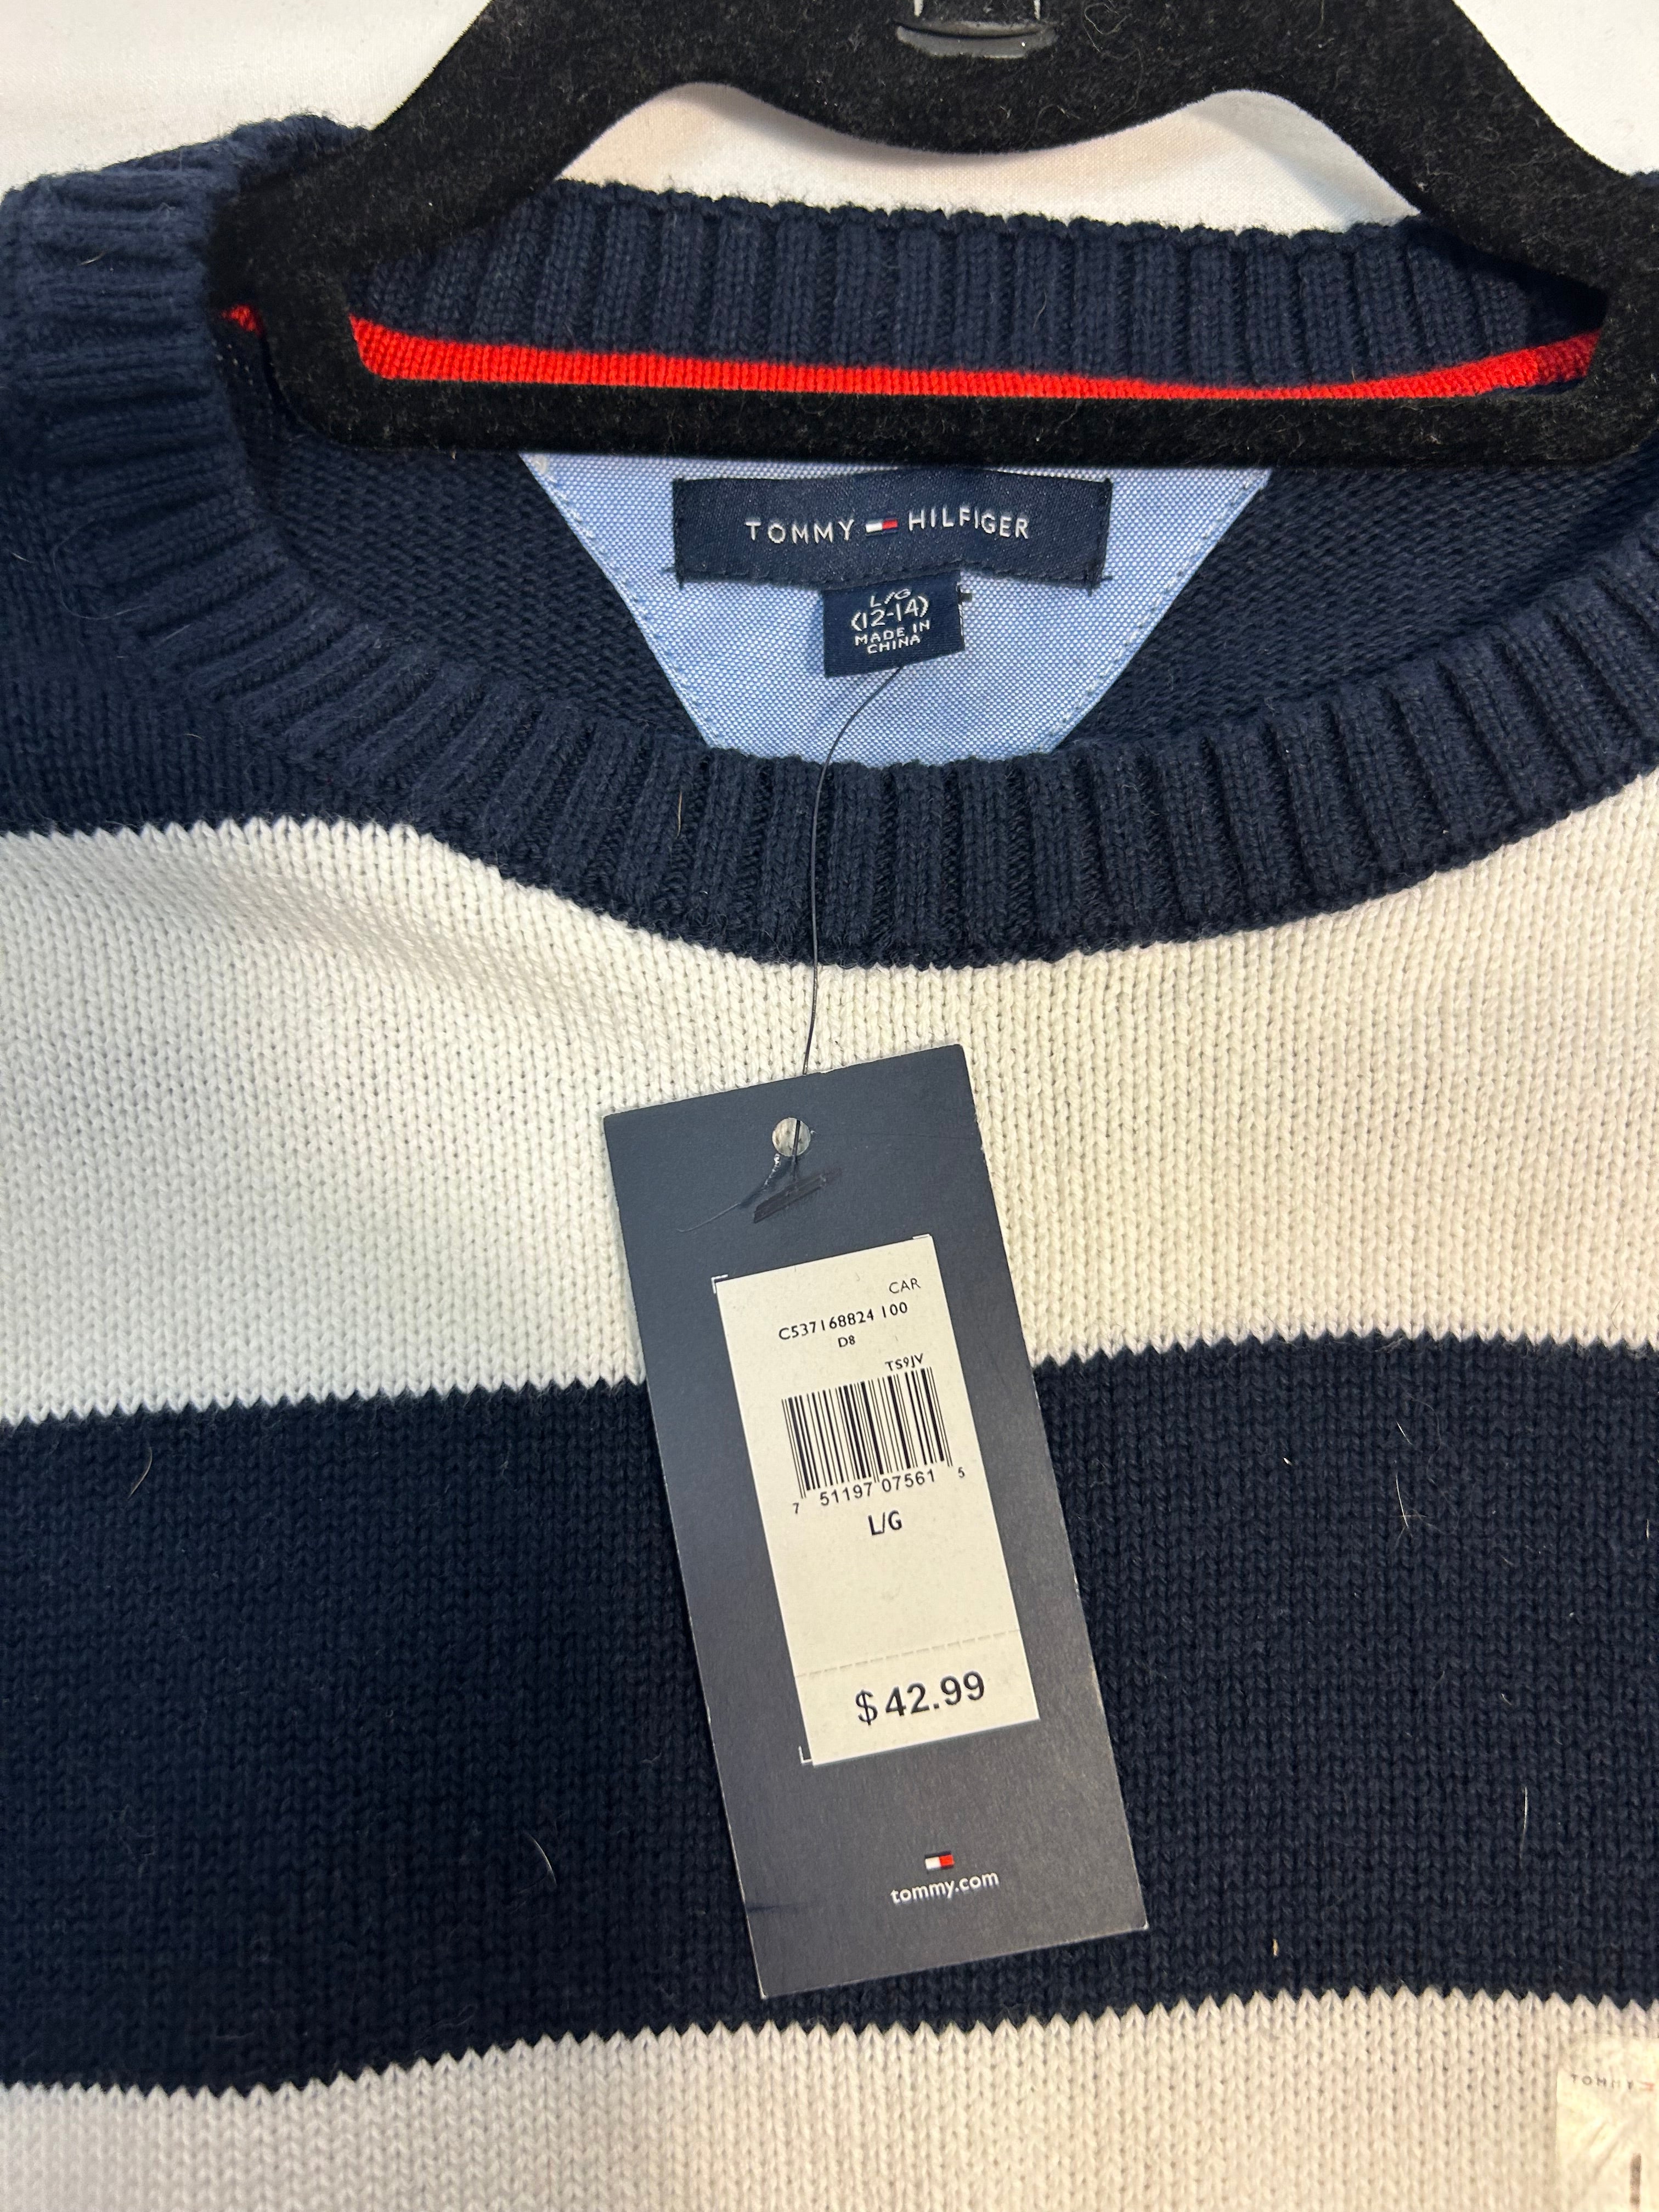 TOMMY HILFIGER
L/G
(12-14)
MADE IN
CHINA
CAR
C537168824 100
D8
TS9JV
7 51197 07561 5
L/G
$42.99
tommy.com
TOMMY